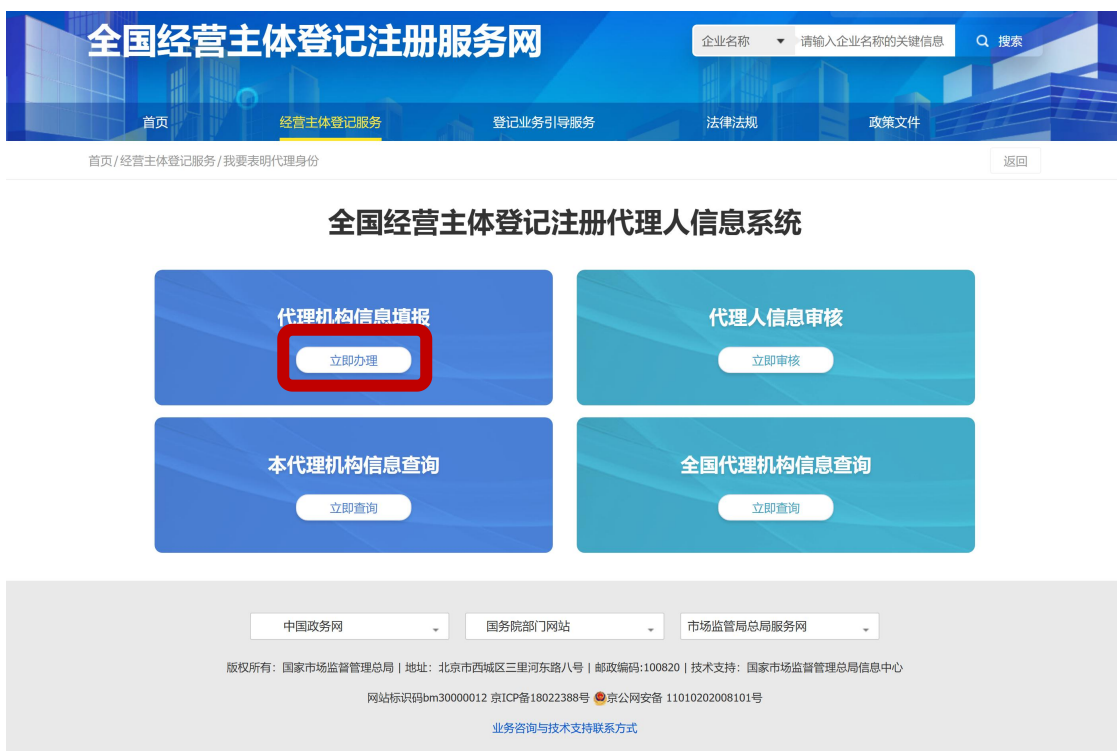 全国经营主体登记注册服务网
企业名称 请输入企业名称的关键信息 搜索
首页 经营主体登记服务 登记业务引导服务 法律法规 政策文件
首页/经营主体登记服务/我要表明代理身份 返回
全国经营主体登记注册代理人信息系统
代理机构信息填报 代理人信息审核
立即办理 立即审核
本代理机构信息查询 全国代理机构信息查询
立即查询 立即查询
中国政务网 国务院部门网站 市场监管局总局服务网
版权所有：国家市场监督管理总局 | 地址：北京市西城区三里河东路八号 | 邮政编码:100820 | 技术支持：国家市场监督管理总局信息中心
网站标识码bm30000012 京ICP备18022388号 京公网安备 11010202008101号
业务咨询与技术支持联系方式